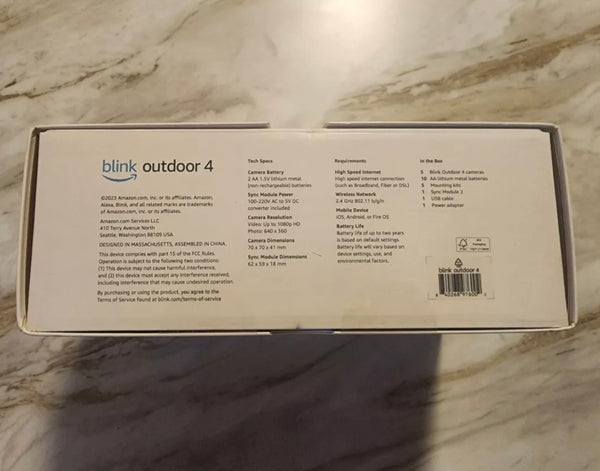 blink outdoor 4
©2023 Amazon.com, Inc. or its affiliates. Amazon,
Alexa, Blink, and all related marks are trademarks
of Amazon.com, Inc. or its affiliates.
Amazon.com Services LLC
410 Terry Avenue North
Seattle, Washington 98109 USA
DESIGNED IN MASSACHUSETTS, ASSEMBLED IN CHINA.
This device complies with part 15 of the FCC Rules.
Operation is subject to the following two conditions:
(1) This device may not cause harmful interference,
and (2) this device must accept any interference received,
including interference that may cause undesired operation.
By purchasing or using the product, you agree to the
Terms of Service found at blink.com/terms-of-service
Tech Specs
Camera Battery
2 AA 1.5V lithium metal
(non-rechargeable) batteries
Sync Module Power
100-220V AC to 5V DC
converter included
Camera Resolution
Video: Up to 1080p HD
Photo: 640 x 360
Camera Dimensions
70 x 70 x 41 mm
Sync Module Dimensions
62 x 59 x 18 mm
Requirements
High Speed Internet
High speed internet connection
(such as Broadband, Fiber or DSL)
Wireless Network
2.4 GHz 802.11 b/g/n
Mobile Device
iOS, Android, or Fire OS
Battery Life
Battery life of up to two years
is based on default settings.
Battery life will vary based on
device settings, use, and
environmental factors.
In the Box
5 Blink Outdoor 4 cameras
10 AA lithium metal batteries
5 Mounting kits
1 Sync Module 2
1 USB cable
1 Power adapter
FSC
MIX
blink outdoor 4